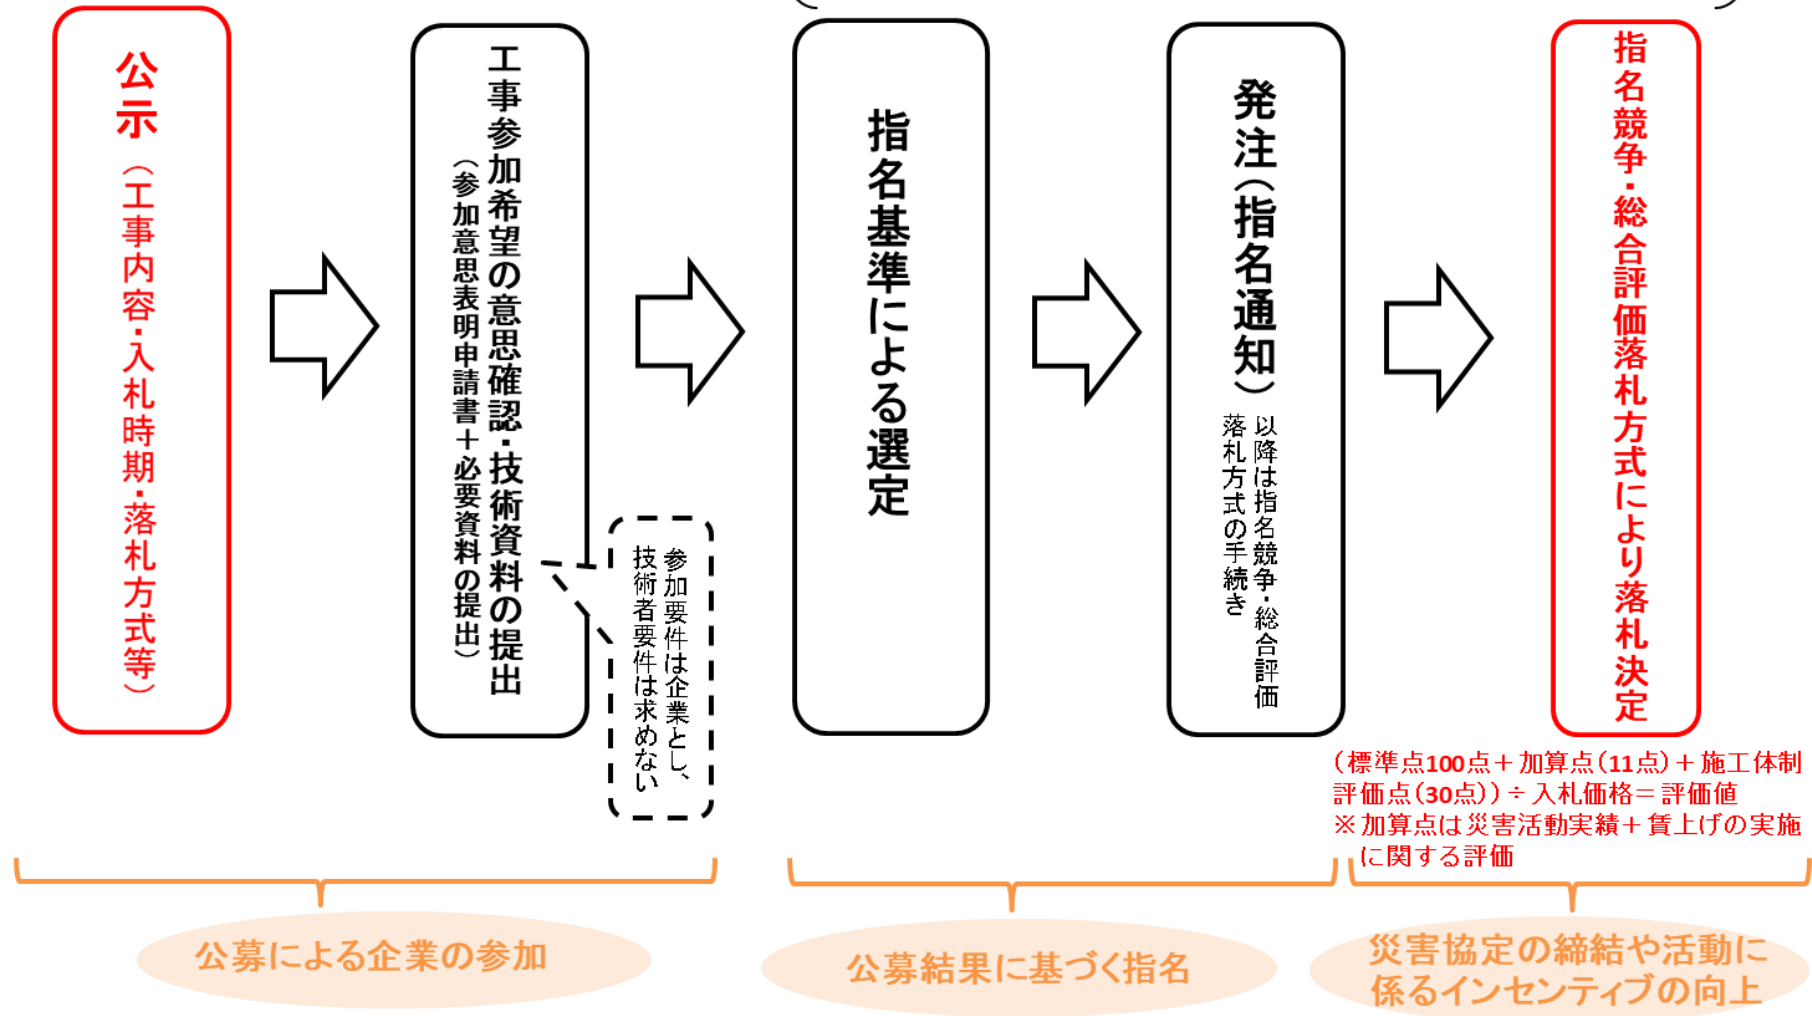 公示（工事内容・入札時期・落札方式等）
工事参加希望の意思確認・技術資料の提出
（参加意思表明申請書＋必要資料の提出）
参加要件は企業とし、
技術者要件は求めない
指名基準による選定
発注（指名通知）
以降は指名競争・総合評価
落札方式の手続き
指名競争・総合評価落札方式により落札決定
（標準点100点＋加算点（11点）＋施工体制
評価点（30点））÷入札価格＝評価値
※加算点は災害活動実績＋賃上げの実施
に関する評価
公募による企業の参加
公募結果に基づく指名
災害協定の締結や活動に
係るインセンティブの向上